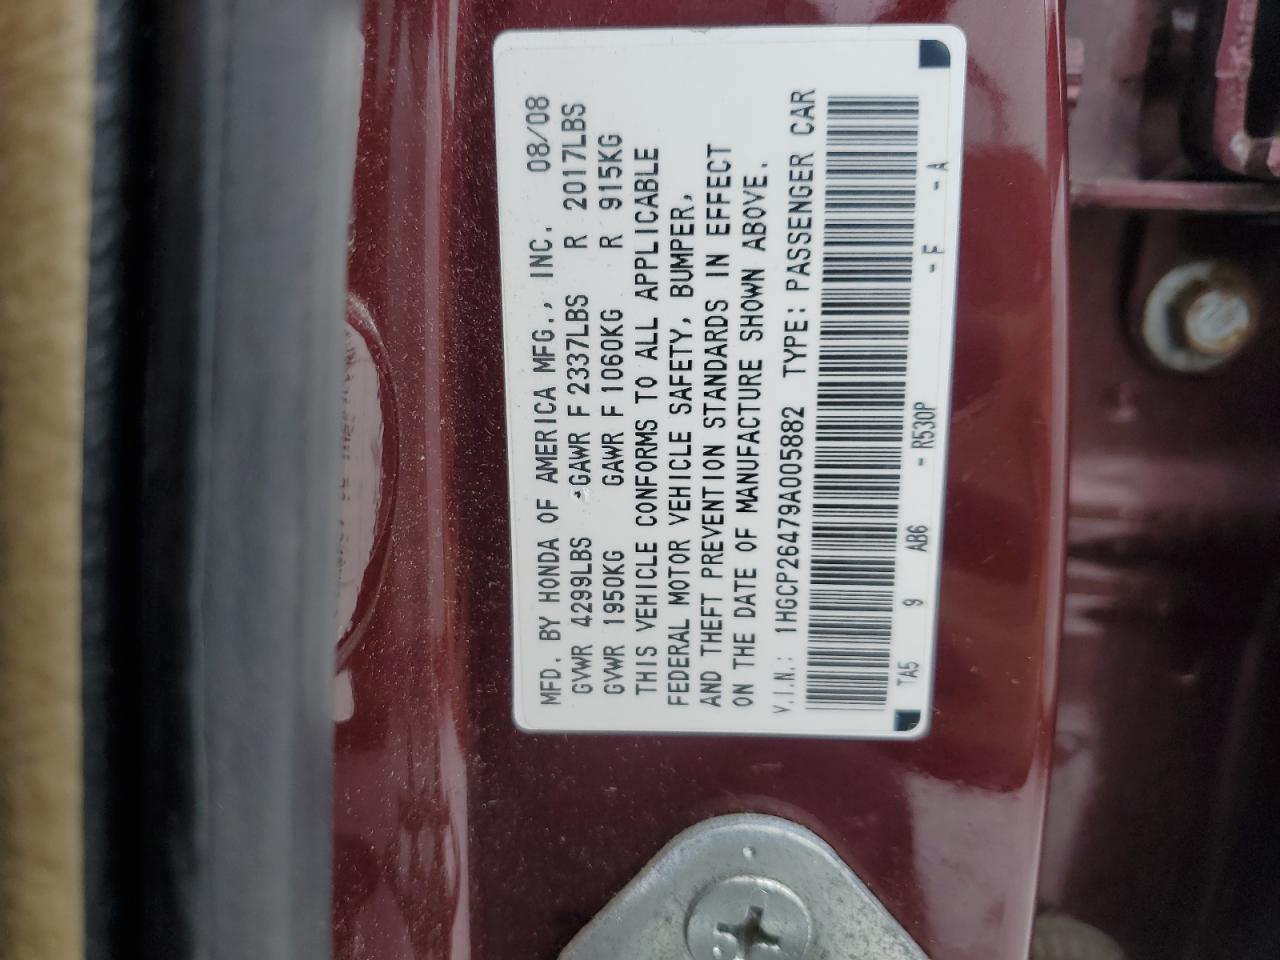 MFD. BY HONDA OF AMERICA MFG., INC. 08/08
GVWR 4299LBS GAWR F 2337LBS R 2017LBS
GVWR 1950KG GAWR F 1060KG R 915KG
THIS VEHICLE CONFORMS TO ALL APPLICABLE
FEDERAL MOTOR VEHICLE SAFETY, BUMPER,
AND THEFT PREVENTION STANDARDS IN EFFECT
ON THE DATE OF MANUFACTURE SHOWN ABOVE.
V.I.N.: 1HGCP26479A005882 TYPE: PASSENGER CAR
TA5 9 AB6 - R530P - F - A